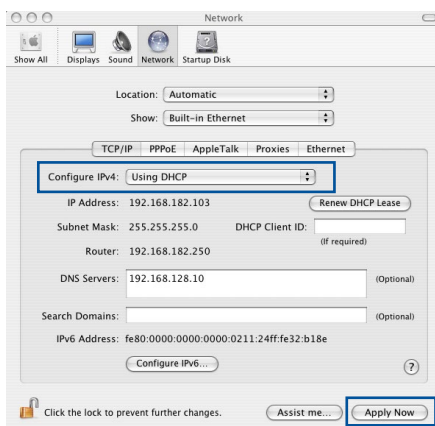 Network
Show All Displays Sound Network Startup Disk
Location: Automatic
Show: Built-in Ethernet
TCP/IP PPPoE AppleTalk Proxies Ethernet
Configure IPv4: Using DHCP
IP Address: 192.168.182.103 Renew DHCP Lease
Subnet Mask: 255.255.255.0 DHCP Client ID:
(If required)
Router: 192.168.182.250
DNS Servers: 192.168.128.10 (Optional)
Search Domains: (Optional)
IPv6 Address: fe80:0000:0000:0000:0211:24ff:fe32:b18e
Configure IPv6... ?
Click the lock to prevent further changes. Assist me... Apply Now